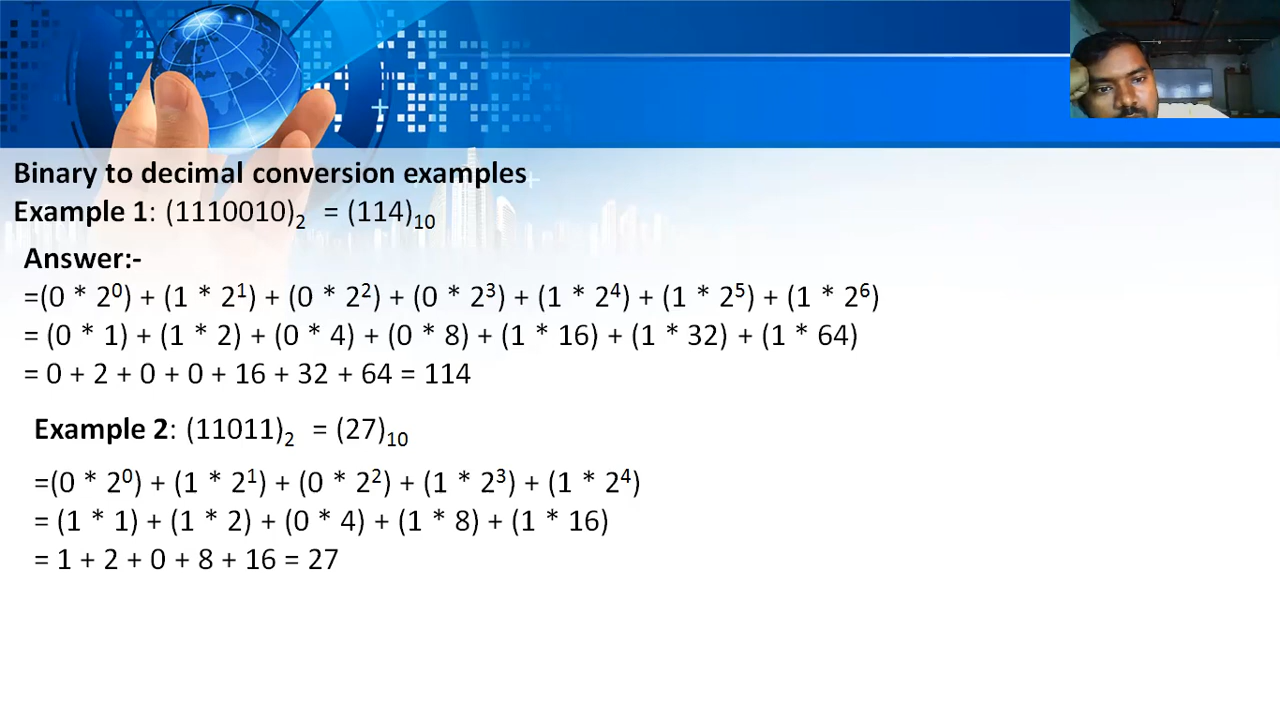 Binary to decimal conversion examples
Example 1: (1110010)₂ = (114)₁₀
Answer:-
=(0 * 2⁰) + (1 * 2¹) + (0 * 2²) + (0 * 2³) + (1 * 2⁴) + (1 * 2⁵) + (1 * 2⁶)
= (0 * 1) + (1 * 2) + (0 * 4) + (0 * 8) + (1 * 16) + (1 * 32) + (1 * 64)
= 0 + 2 + 0 + 0 + 16 + 32 + 64 = 114
Example 2: (11011)₂ = (27)₁₀
=(0 * 2⁰) + (1 * 2¹) + (0 * 2²) + (1 * 2³) + (1 * 2⁴)
= (1 * 1) + (1 * 2) + (0 * 4) + (1 * 8) + (1 * 16)
= 1 + 2 + 0 + 8 + 16 = 27